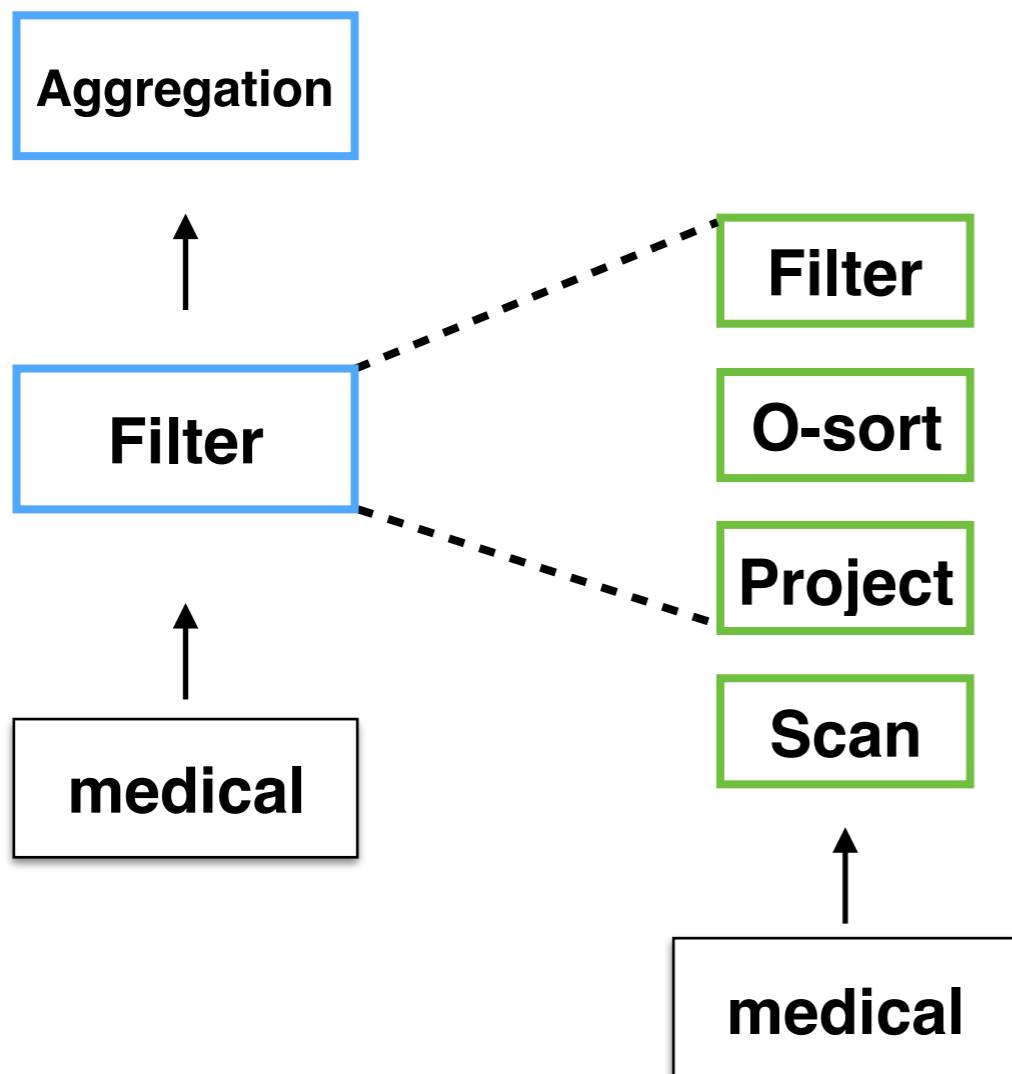 Aggregation
Filter
medical
Filter
O-sort
Project
Scan
medical